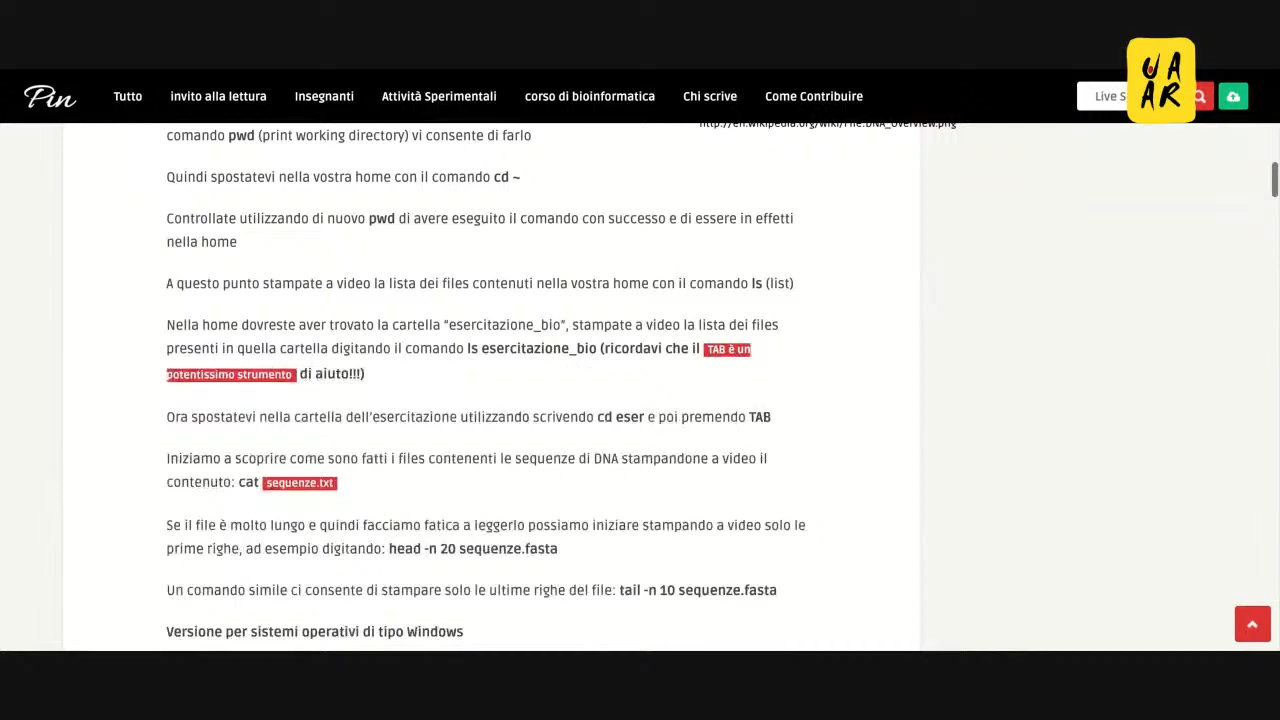 UA
AR
Pin
Tutto
invito alla lettura
Insegnanti
Attività Sperimentali
corso di bioinformatica
Chi scrive
Come Contribuire
Live S
http://en.wikipedia.org/wiki/File:DNA_Overview.png
comando pwd (print working directory) vi consente di farlo
Quindi spostatevi nella vostra home con il comando cd ~
Controllate utilizzando di nuovo pwd di avere eseguito il comando con successo e di essere in effetti
nella home
A questo punto stampate a video la lista dei files contenuti nella vostra home con il comando ls (list)
Nella home dovreste aver trovato la cartella “esercitazione_bio”, stampate a video la lista dei files
presenti in quella cartella digitando il comando ls esercitazione_bio (ricordavi che il TAB è un
potentissimo strumento di aiuto!!!)
Ora spostatevi nella cartella dell’esercitazione utilizzando scrivendo cd eser e poi premendo TAB
Iniziamo a scoprire come sono fatti i files contenenti le sequenze di DNA stampandone a video il
contenuto: cat sequenze.txt
Se il file è molto lungo e quindi facciamo fatica a leggerlo possiamo iniziare stampando a video solo le
prime righe, ad esempio digitando: head -n 20 sequenze.fasta
Un comando simile ci consente di stampare solo le ultime righe del file: tail -n 10 sequenze.fasta
Versione per sistemi operativi di tipo Windows